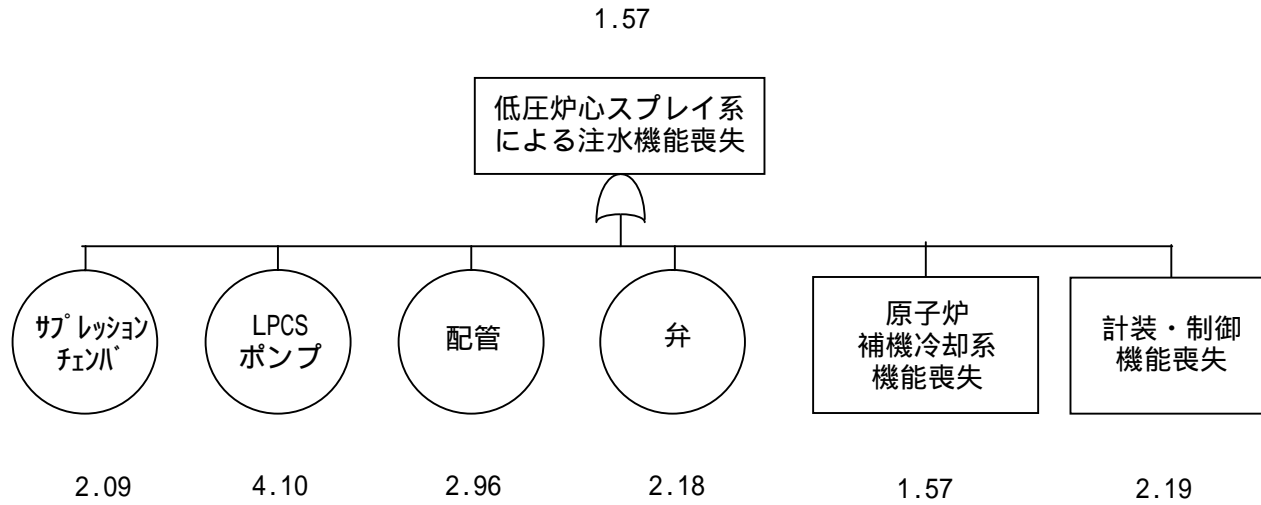 1.57
低圧炉心スプレイ系
による注水機能喪失
ｻﾌﾟﾚｯｼｮﾝ
ﾁｪﾝﾊﾞ
LPCS
ポンプ
配管
弁
原子炉
補機冷却系
機能喪失
計装・制御
機能喪失
2.09
4.10
2.96
2.18
1.57
2.19